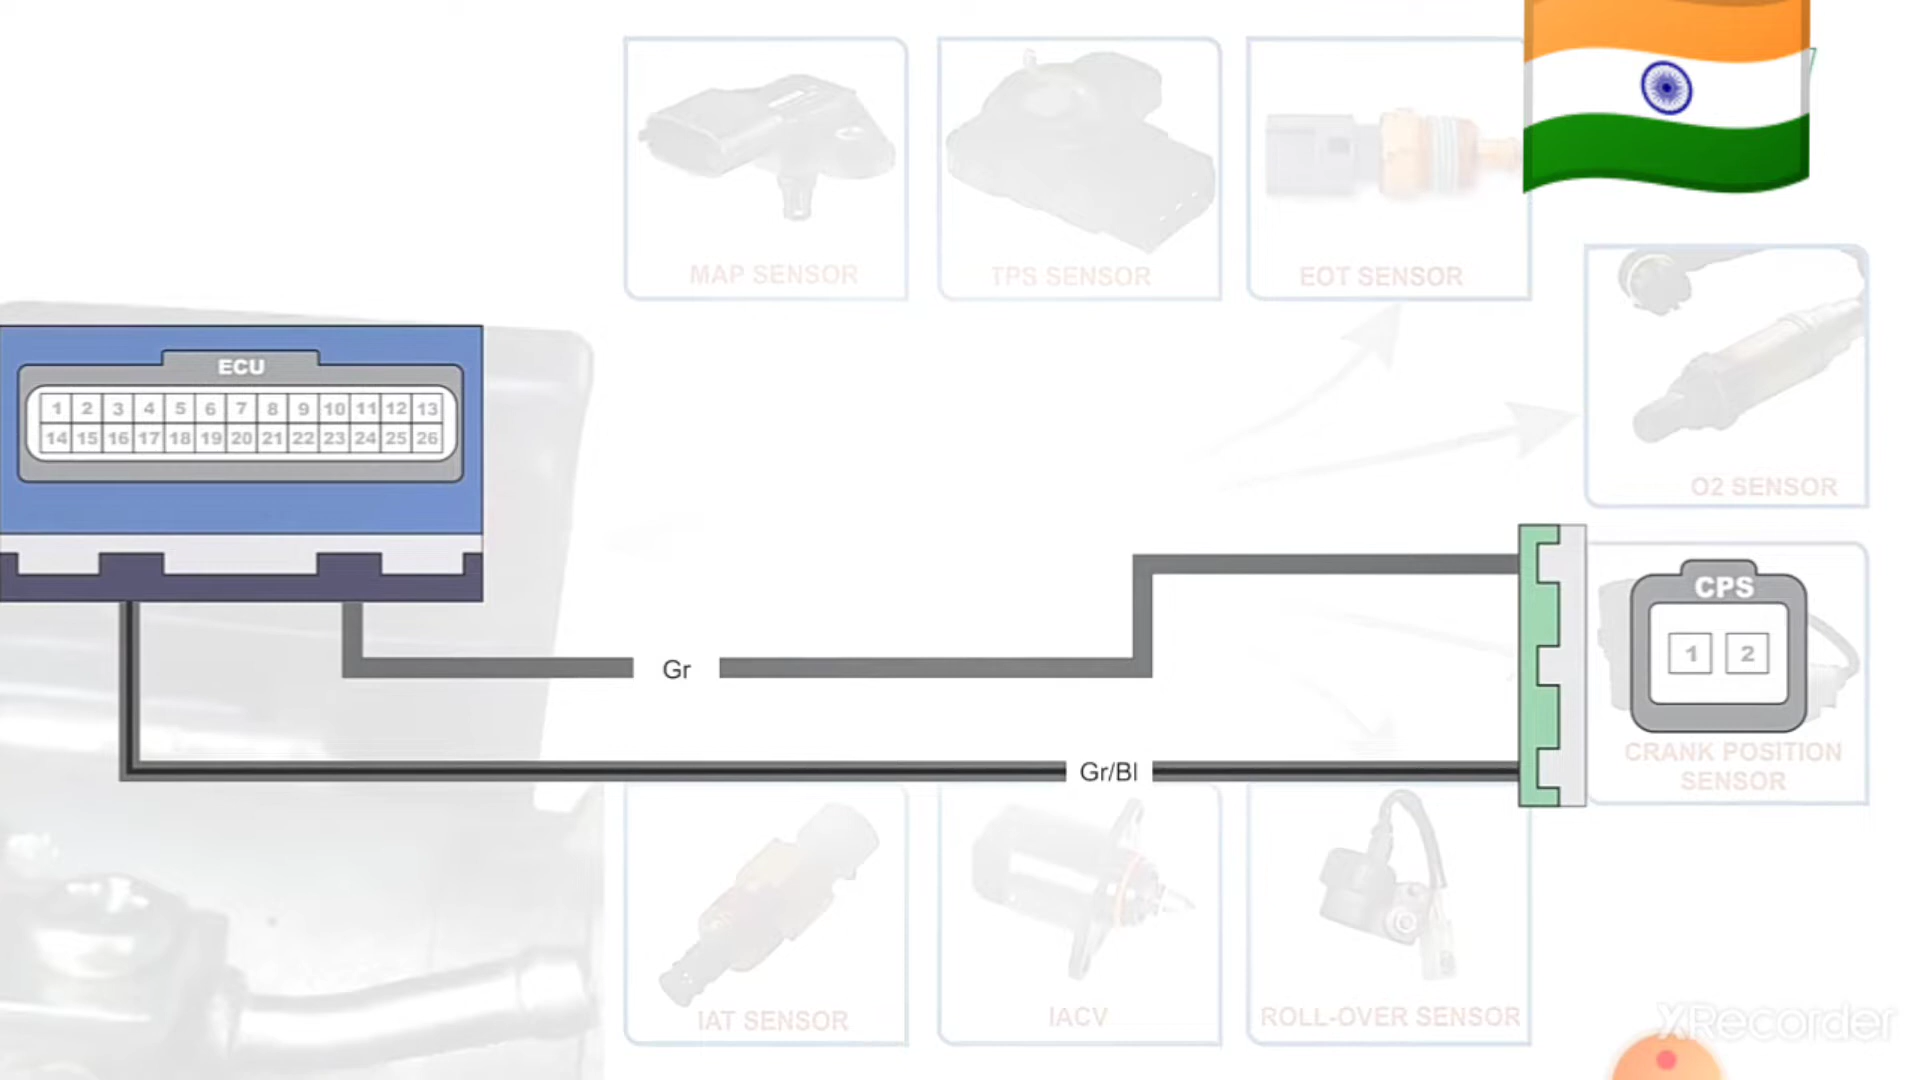 MAP SENSOR
TPS SENSOR
EOT SENSOR
ECU
1 2 3 4 5 6 7 8 9 10 11 12 13
14 15 16 17 18 19 20 21 22 23 24 25 26
O2 SENSOR
CPS
1 2
Gr
CRANK POSITION
SENSOR
Gr/Bl
IAT SENSOR
IACV
ROLL-OVER SENSOR
XRecorder